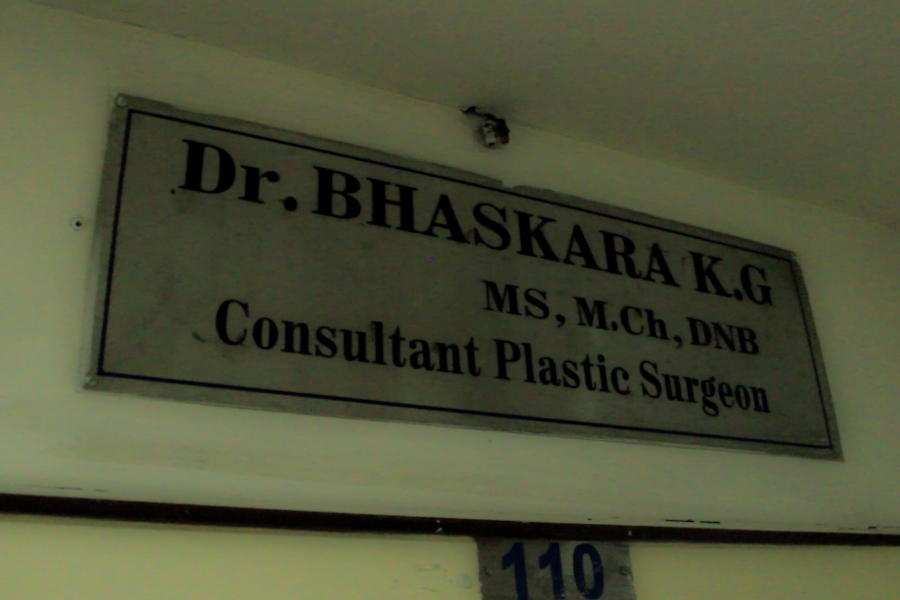 Dr. BHASKARA K.G
MS, M.Ch, DNB
Consultant Plastic Surgeon
110